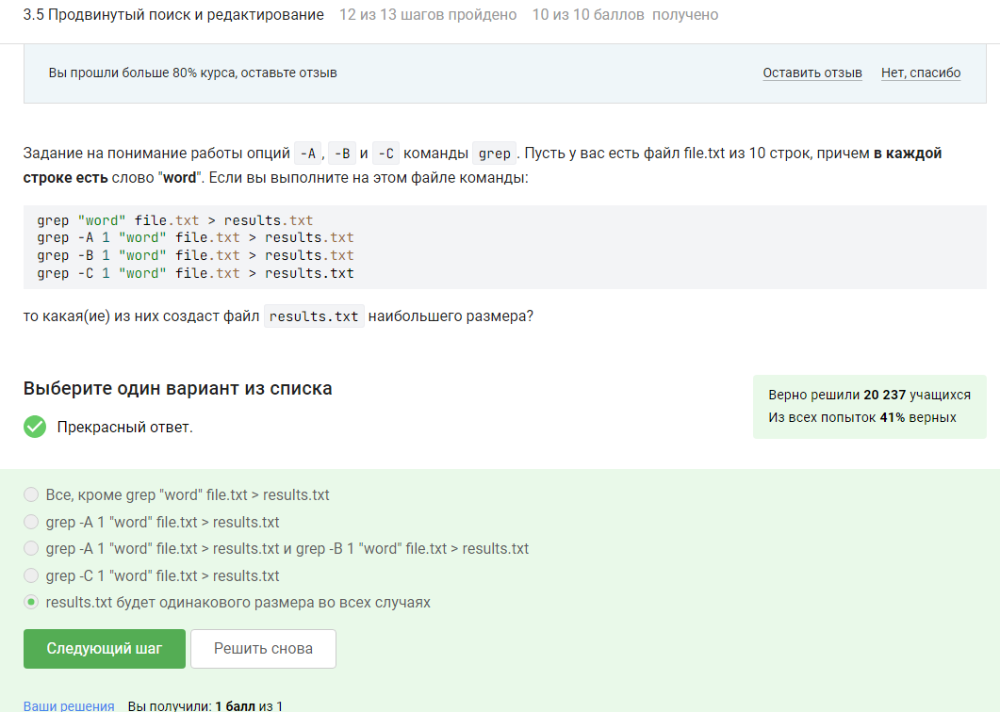 3.5 Продвинутый поиск и редактирование 12 из 13 шагов пройдено 10 из 10 баллов получено
Вы прошли больше 80% курса, оставьте отзыв Оставить отзыв Нет, спасибо
Задание на понимание работы опций -A, -B и -C команды grep. Пусть у вас есть файл file.txt из 10 строк, причем в каждой
строке есть слово "word". Если вы выполните на этом файле команды:
grep "word" file.txt > results.txt
grep -A 1 "word" file.txt > results.txt
grep -B 1 "word" file.txt > results.txt
grep -C 1 "word" file.txt > results.txt
то какая(ие) из них создаст файл results.txt наибольшего размера?
Выберите один вариант из списка
Верно решили 20 237 учащихся
Из всех попыток 41% верных
Прекрасный ответ.
Все, кроме grep "word" file.txt > results.txt
grep -A 1 "word" file.txt > results.txt
grep -A 1 "word" file.txt > results.txt и grep -B 1 "word" file.txt > results.txt
grep -C 1 "word" file.txt > results.txt
results.txt будет одинакового размера во всех случаях
Следующий шаг Решить снова
Ваши решения Вы получили: 1 балл из 1